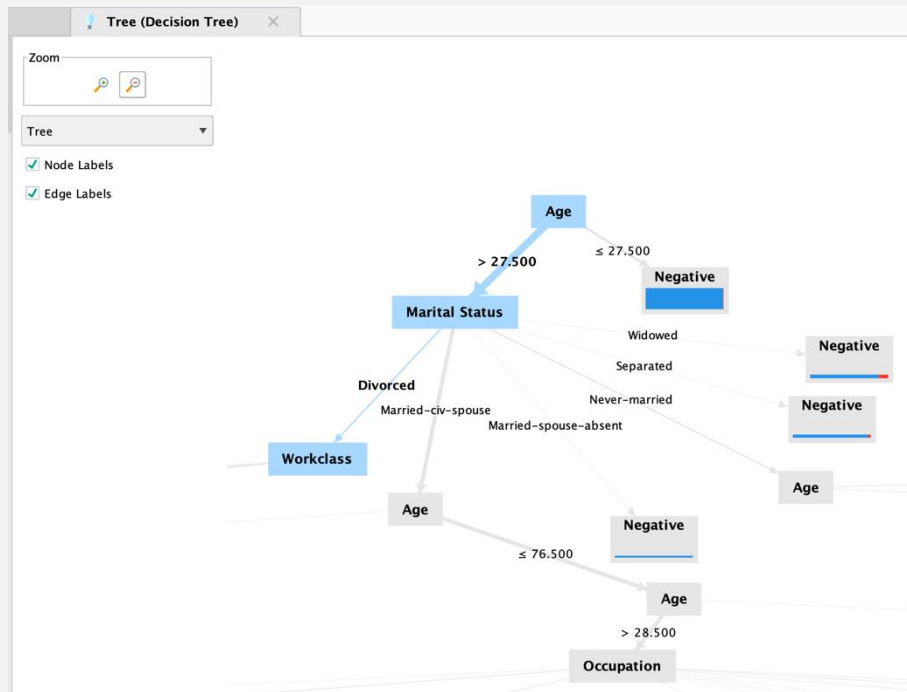 Tree (Decision Tree)
Zoom
Tree
Node Labels
Edge Labels
Age
> 27.500
≤ 27.500
Negative
Marital Status
Widowed
Negative
Separated
Divorced
Never-married
Negative
Married-civ-spouse
Married-spouse-absent
Workclass
Age
Age
Negative
≤ 76.500
Age
> 28.500
Occupation